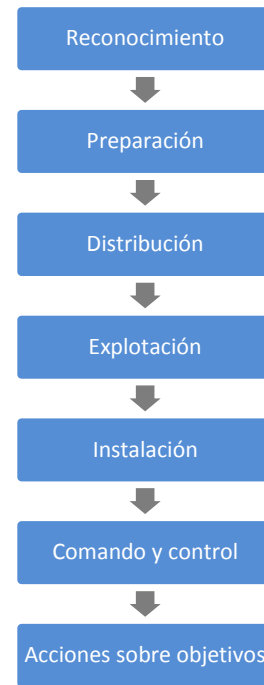 Reconocimiento
Preparación
Distribución
Explotación
Instalación
Comando y control
Acciones sobre objetivos